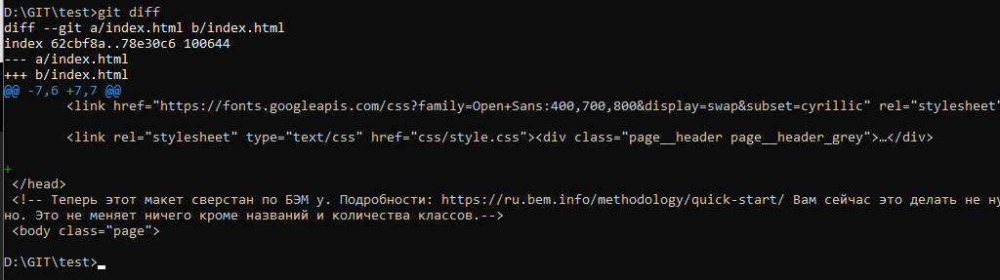 D:\GIT\test>git diff
diff --git a/index.html b/index.html
index 62cbf8a..78e30c6 100644
--- a/index.html
+++ b/index.html
@@ -7,6 +7,7 @@
<link href="https://fonts.googleapis.com/css?family=Open+Sans:400,700,800&display=swap&subset=cyrillic" rel="stylesheet"
<link rel="stylesheet" type="text/css" href="css/style.css"><div class="page__header page__header_grey">…</div>
+
</head>
<!-- Теперь этот макет сверстан по БЭМ у. Подробности: https://ru.bem.info/methodology/quick-start/ Вам сейчас это делать не ну
но. Это не меняет ничего кроме названий и количества классов.-->
<body class="page">
D:\GIT\test>